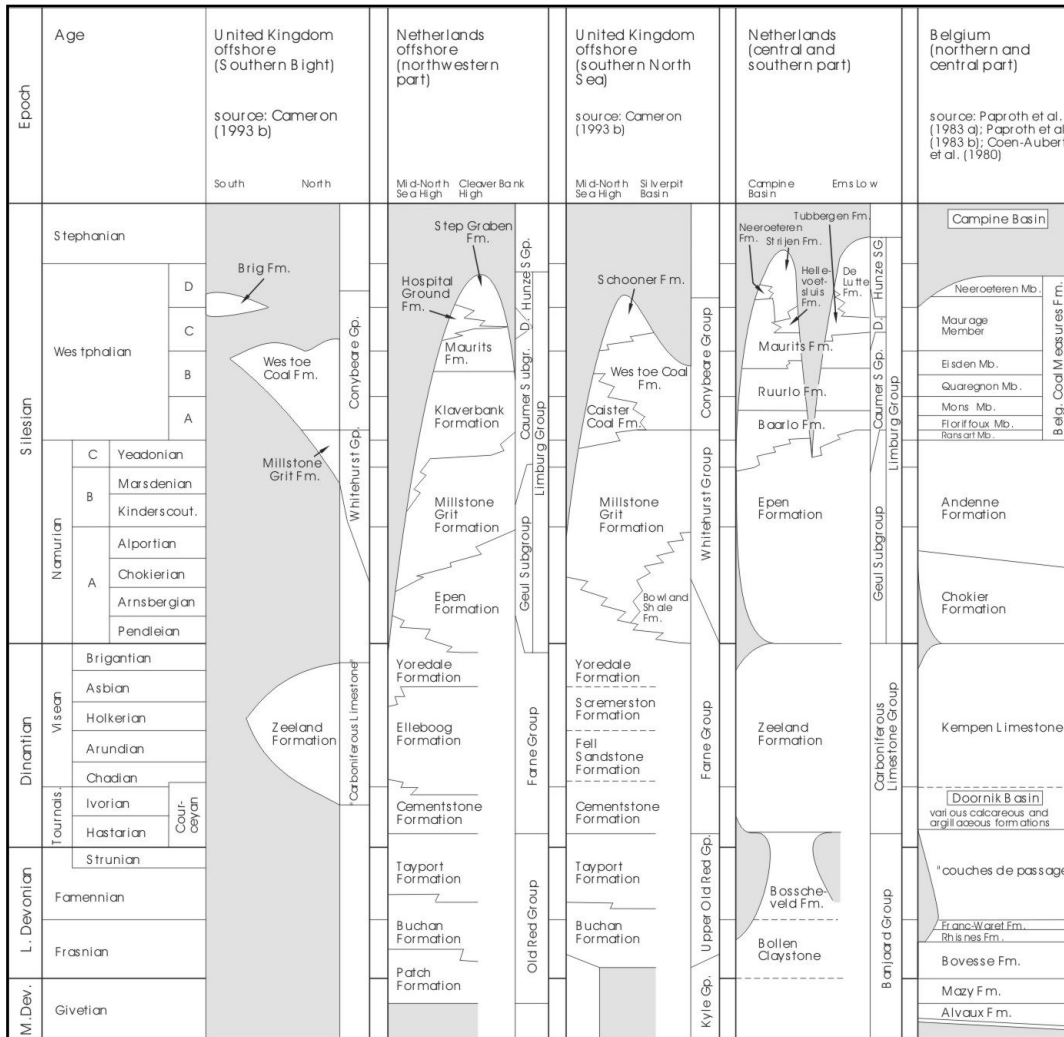 Epoch
Age
United Kingdom
offshore
(Southern Bight)
source: Cameron
(1993 b)
South
North
Netherlands
offshore
(northwestern
part)
Mid-North
Sea High
Cleaver Bank
High
United Kingdom
offshore
(southern North
Sea)
source: Cameron
(1993 b)
Mid-North
Sea High
Silverpit
Basin
Netherlands
(central and
southern part)
Campine
Basin
Ems Low
Belgium
(northern and
central part)
source: Paproth et al.
(1983 a); Paproth et al
(1983 b); Coen-Aubert
et al. (1980)
Silesian
Dinantian
L. Devonian
M.Dev.
Stephanian
Westphalian
D
C
B
A
Namurian
C
Yeadonian
B
Marsdenian
Kinderscout.
A
Alportian
Chokierian
Arnsbergian
Pendleian
Visean
Brigantian
Asbian
Holkerian
Arundian
Chadian
Tournais.
Ivorian
Hastarian
Cour-
ceyan
Strunian
Famennian
Frasnian
Givetian
Brig Fm.
Westoe
Coal Fm.
Millstone
Grit Fm.
Zeeland
Formation
Conybeare Gp.
Whitehurst Gp.
"Carboniferous Limestone"
Step Graben
Fm.
Hospital
Ground
Fm.
Maurits
Fm.
Klaverbank
Formation
Millstone
Grit
Formation
Epen
Formation
Yoredale
Formation
Elleboog
Formation
Cementstone
Formation
Tayport
Formation
Buchan
Formation
Patch
Formation
Hunze S Gp.
D.
Caumer Subgr.
Limburg Group
Geul Subgroup
Farne Group
Old Red Group
Schooner Fm.
Westoe Coal
Fm.
Caister
Coal Fm.
Millstone
Grit
Formation
Bowland
Shale
Fm.
Yoredale
Formation
Scremerston
Formation
Fell
Sandstone
Formation
Cementstone
Formation
Tayport
Formation
Buchan
Formation
Conybeare Group
Whitehurst Group
Farne Group
Upper Old Red Gp.
Kyle Gp.
Tubbergen Fm.
Neeroeteren
Fm.
Strijen Fm.
Helle-
voet-
sluis
Fm.
De
Lutte
Fm.
Maurits Fm.
Ruurlo Fm.
Baarlo Fm.
Epen
Formation
Zeeland
Formation
Bossche-
veld Fm.
Bollen
Claystone
Hunze SG
D.
Caumer S Gp.
Limburg Group
Geul Subgroup
Carboniferous
Limestone Group
Banjaard Group
Campine Basin
Neeroeteren Mb.
Maurage
Member
Eisden Mb.
Quaregnon Mb.
Mons Mb.
Floriffoux Mb.
Ransart Mb.
Belg. Coal Measures Fm.
Andenne
Formation
Chokier
Formation
Kempen Limestone
Doornik Basin
various calcareous and
argillaceous formations
"couches de passage
Franc-Waret Fm.
Rhisnes Fm.
Bovesse Fm.
Mazy Fm.
Alvaux Fm.